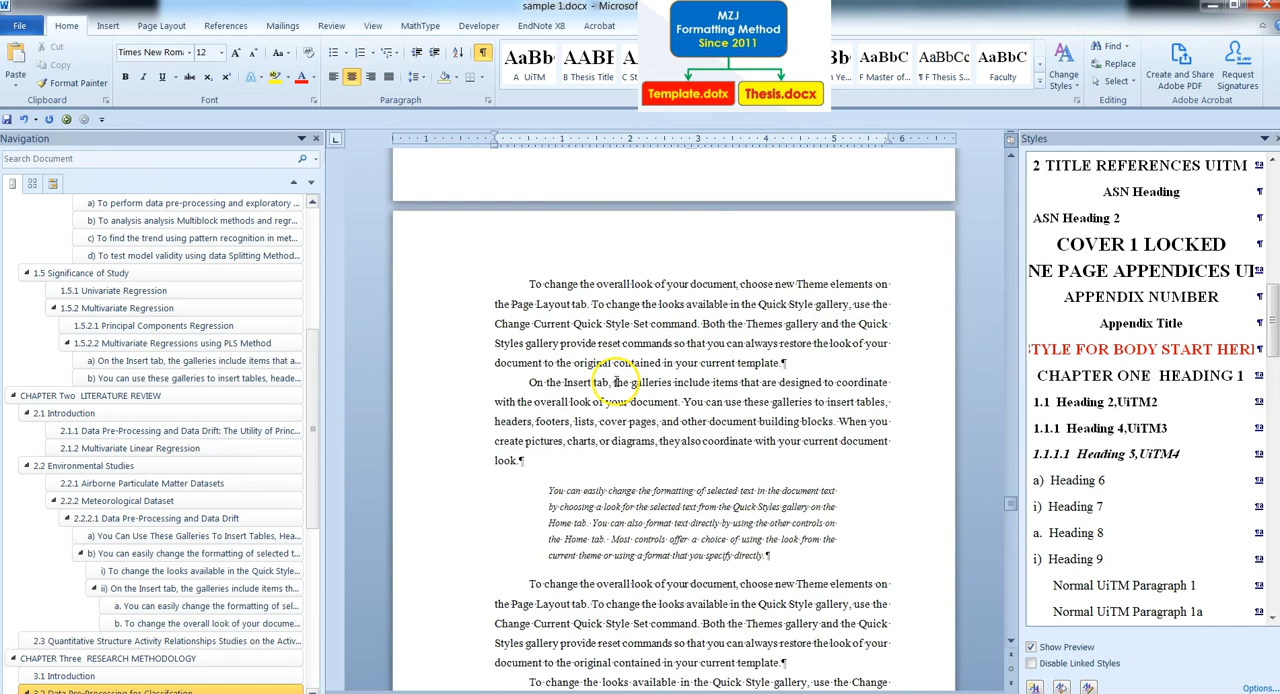 sample 1.docx - Microsof
MZJ
Formatting Method
Since 2011
Template.dotx
Thesis.docx
File
Home
Insert
Page Layout
References
Mailings
Review
View
MathType
Developer
EndNote X8
Acrobat
Paste
Cut
Copy
Format Painter
Clipboard
Times New Rom
12
Font
Paragraph
AaBb
A UiTM
AABB
B Thesis Title
C St
F Master of...
AaBbCc
¶ F Thesis S...
AaBbC
Faculty
Change
Styles
Find
Replace
Select
Editing
Create and Share
Adobe PDF
Request
Signatures
Adobe Acrobat
Navigation
Search Document
a) To perform data pre-processing and exploratory ...
b) To analysis analysis Multiblock methods and regr...
c) To find the trend using pattern recognition in met...
d) To test model validity using data Splitting Method...
1.5 Significance of Study
1.5.1 Univariate Regression
1.5.2 Multivariate Regression
1.5.2.1 Principal Components Regression
1.5.2.2 Multivariate Regressions using PLS Method
a) On the Insert tab, the galleries include items that a...
b) You can use these galleries to insert tables, heade...
CHAPTER Two  LITERATURE REVIEW
2.1 Introduction
2.1.1 Data Pre-Processing and Data Drift: The Utility of Princ...
2.1.2 Multivariate Linear Regression
2.2 Environmental Studies
2.2.1 Airborne Particulate Matter Datasets
2.2.2 Meteorological Dataset
2.2.2.1 Data Pre-Processing and Data Drift
a) You Can Use These Galleries To Insert Tables, Hea...
b) You can easily change the formatting of selected t...
i) To change the looks available in the Quick Style...
ii) On the Insert tab, the galleries include items th...
a. You can easily change the formatting of sel...
b. To change the overall look of your docume...
2.3 Quantitative Structure Activity Relationships Studies on the Activ...
CHAPTER Three  RESEARCH METHODOLOGY
3.1 Introduction
3.2 Data Pre-Processing for Classification
To change the overall look of your document, choose new Theme elements on
the Page Layout tab. To change the looks available in the Quick Style gallery, use the
Change Current Quick Style Set command. Both the Themes gallery and the Quick
Styles gallery provide reset commands so that you can always restore the look of your
document to the original contained in your current template.¶
On the Insert tab, the galleries include items that are designed to coordinate
with the overall look of your document. You can use these galleries to insert tables,
headers, footers, lists, cover pages, and other document building blocks. When you
create pictures, charts, or diagrams, they also coordinate with your current document
look.¶
You can easily change the formatting of selected text in the document text
by choosing a look for the selected text from the Quick Styles gallery on the
Home tab. You can also format text directly by using the other controls on
the Home tab. Most controls offer a choice of using the look from the
current theme or using a format that you specify directly.¶
To change the overall look of your document, choose new Theme elements on
the Page Layout tab. To change the looks available in the Quick Style gallery, use the
Change Current Quick Style Set command. Both the Themes gallery and the Quick
Styles gallery provide reset commands so that you can always restore the look of your
document to the original contained in your current template.¶
To change the looks available in the Quick Style gallery, use the Change
Styles
2 TITLE REFERENCES UITM
ASN Heading
ASN Heading 2
COVER 1 LOCKED
NE PAGE APPENDICES UI
APPENDIX NUMBER
Appendix Title
STYLE FOR BODY START HERE
CHAPTER ONE  HEADING 1
1.1  Heading 2,UiTM2
1.1.1  Heading 4,UiTM3
1.1.1.1  Heading 5,UiTM4
a)  Heading 6
i)  Heading 7
a.  Heading 8
i)  Heading 9
Normal UiTM Paragraph 1
Normal UiTM Paragraph 1a
Show Preview
Disable Linked Styles
Options...